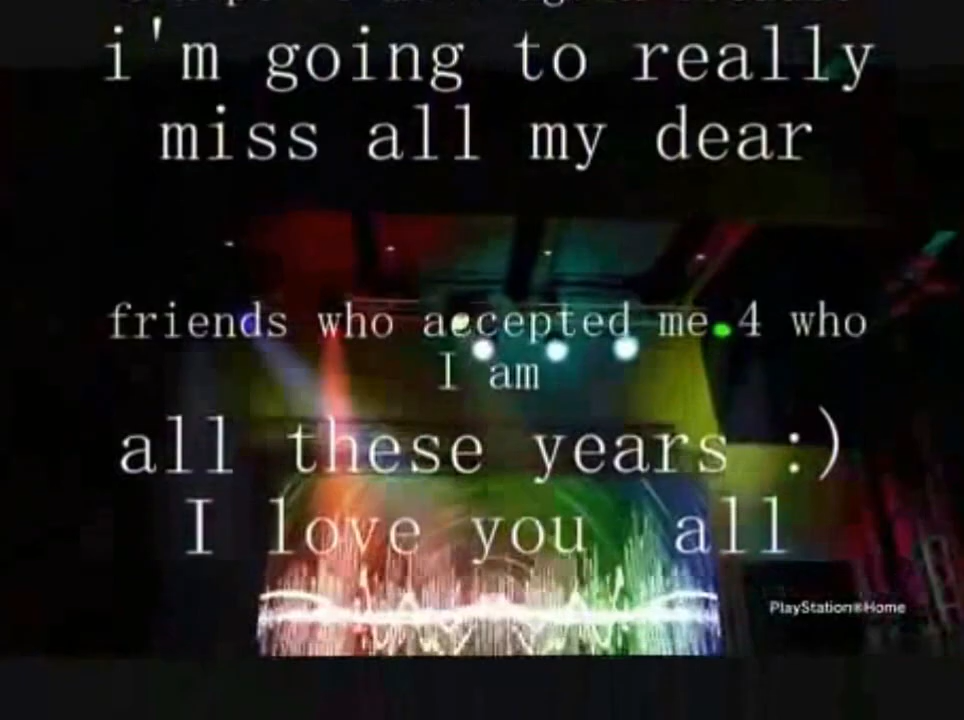 i'm going to really
miss all my dear
friends who accepted me 4 who
I am
all these years :)
I love you all
PlayStation®Home